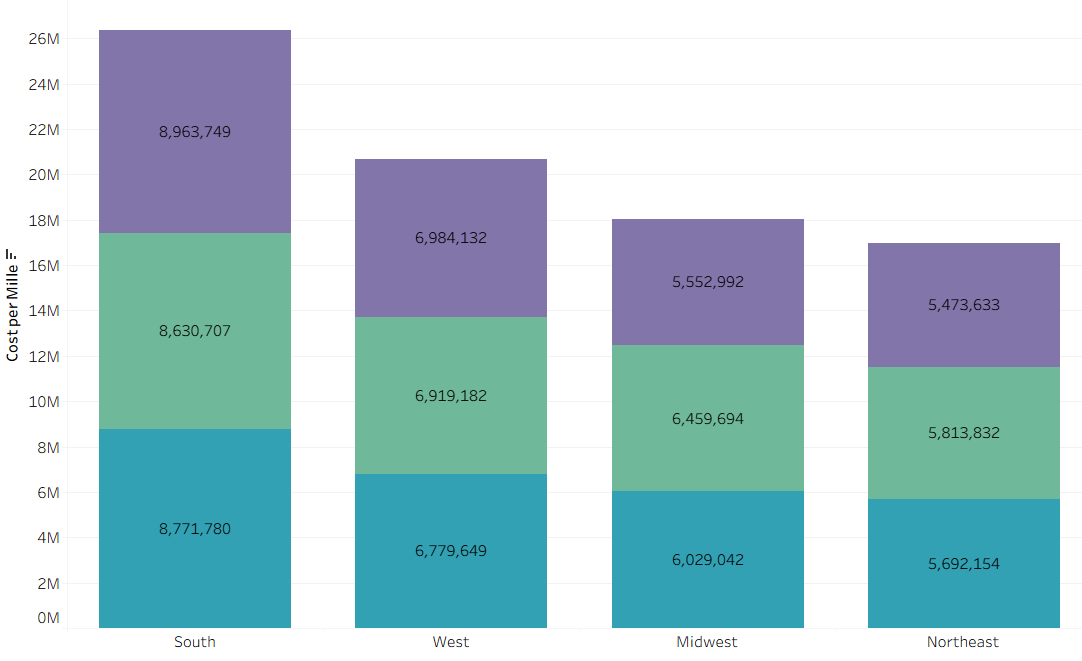 26M
24M
22M
20M
18M
16M
14M
12M
10M
8M
6M
4M
2M
0M
Cost per Mille
8,963,749
8,630,707
8,771,780
6,984,132
6,919,182
6,779,649
5,552,992
6,459,694
6,029,042
5,473,633
5,813,832
5,692,154
South
West
Midwest
Northeast